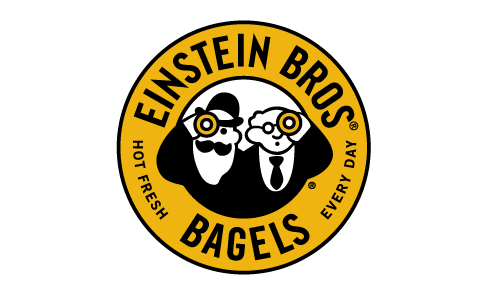 EINSTEIN BROS®
HOT FRESH
EVERY DAY
®
BAGELS